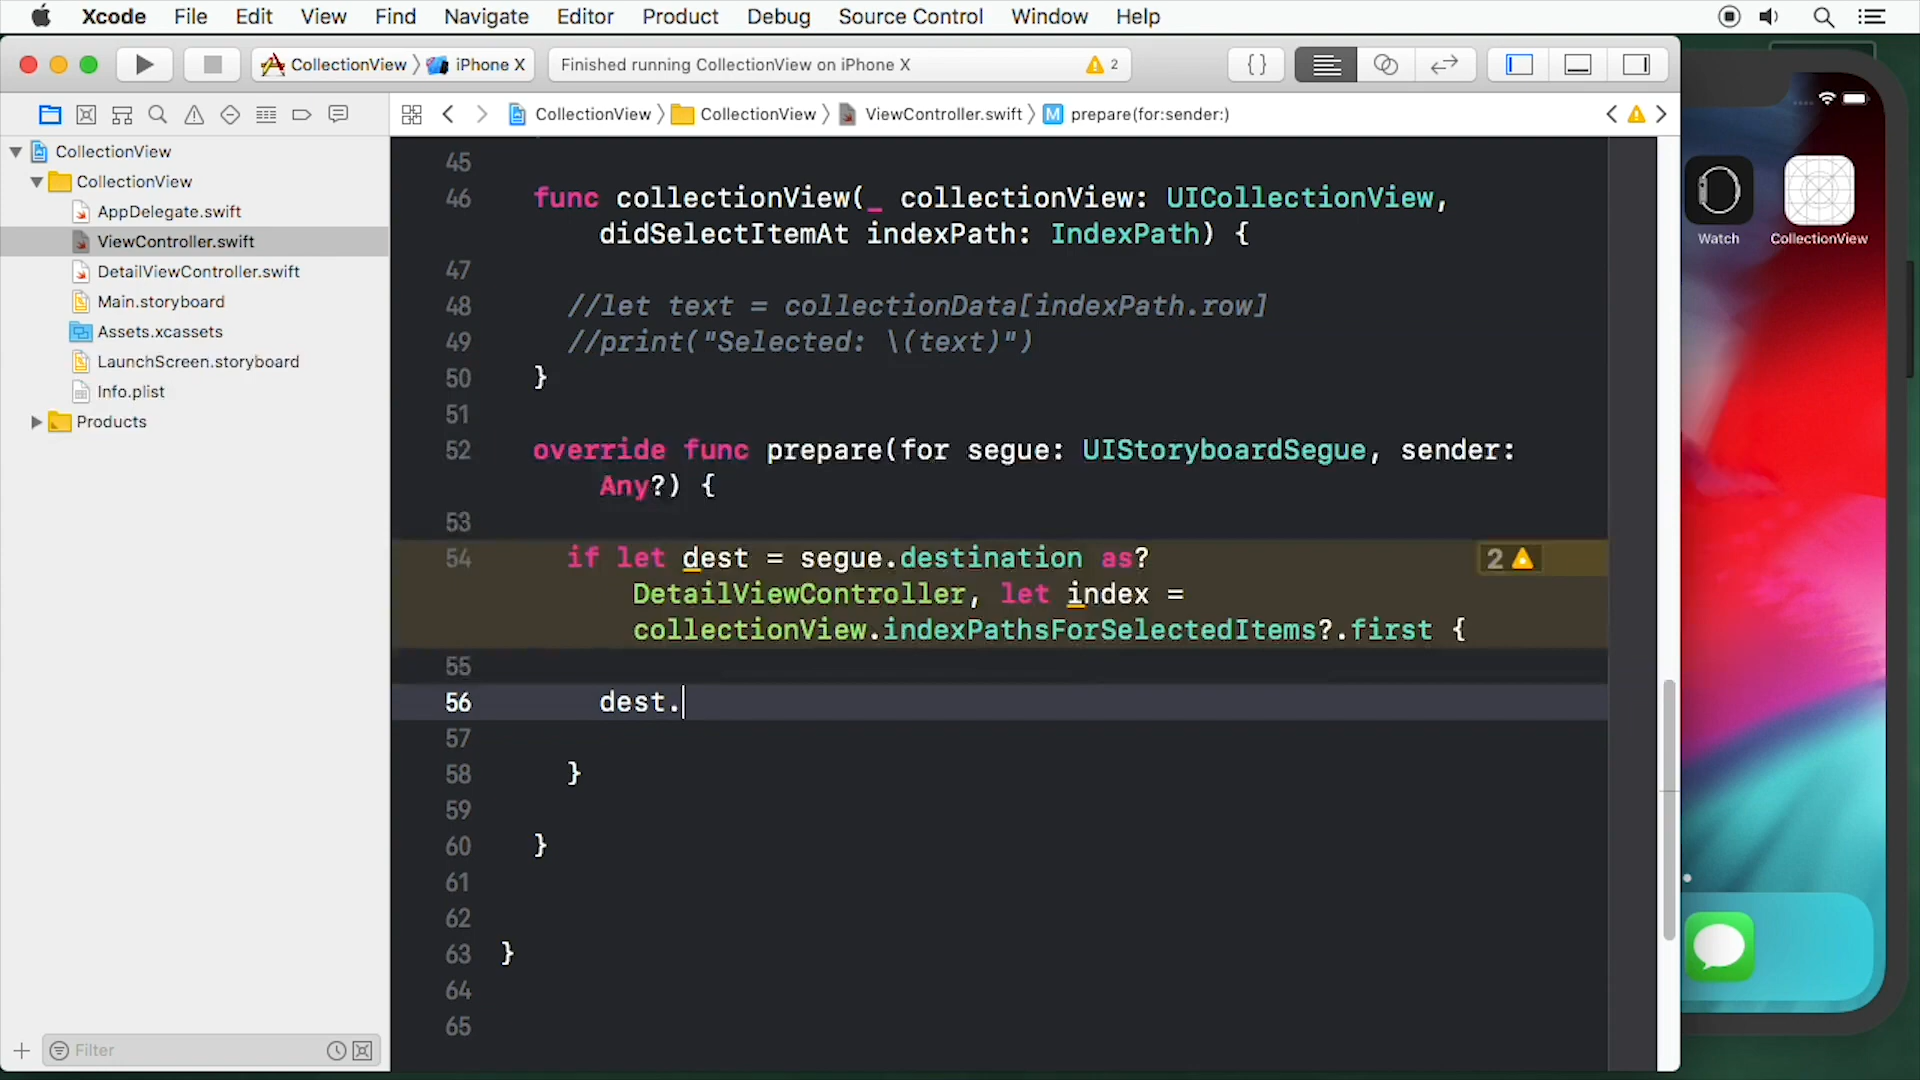 Xcode File Edit View Find Navigate Editor Product Debug Source Control Window Help
CollectionView iPhone X Finished running CollectionView on iPhone X 2 {}
CollectionView CollectionView ViewController.swift M prepare(for:sender:)
CollectionView
CollectionView
AppDelegate.swift
ViewController.swift
DetailViewController.swift
Main.storyboard
Assets.xcassets
LaunchScreen.storyboard
Info.plist
Products
Filter
45
46 func collectionView(_ collectionView: UICollectionView,
didSelectItemAt indexPath: IndexPath) {
47
48 //let text = collectionData[indexPath.row]
49 //print("Selected: \(text)")
50 }
51
52 override func prepare(for segue: UIStoryboardSegue, sender:
Any?) {
53
54 if let dest = segue.destination as? 2
DetailViewController, let index =
collectionView.indexPathsForSelectedItems?.first {
55
56 dest.
57
58 }
59
60 }
61
62
63 }
64
65
Watch CollectionView